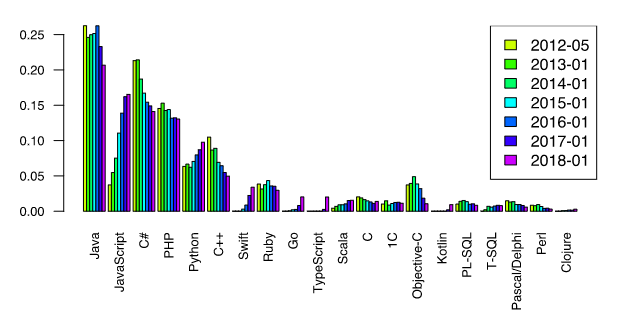 0.25
0.20
0.15
0.10
0.05
0.00
2012-05
2013-01
2014-01
2015-01
2016-01
2017-01
2018-01
Java
JavaScript
C#
PHP
Python
C++
Swift
Ruby
Go
TypeScript
Scala
C
1C
Objective-C
Kotlin
PL-SQL
T-SQL
Pascal/Delphi
Perl
Clojure